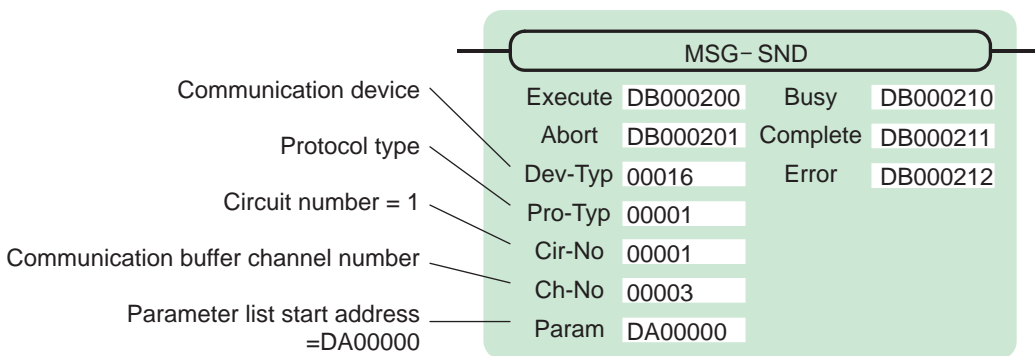 MSG-SND
Communication device
Execute DB000200 Busy DB000210
Protocol type
Abort DB000201 Complete DB000211
Dev-Typ 00016 Error DB000212
Circuit number = 1
Pro-Typ 00001
Communication buffer channel number
Cir-No 00001
Ch-No 00003
Parameter list start address
=DA00000
Param DA00000